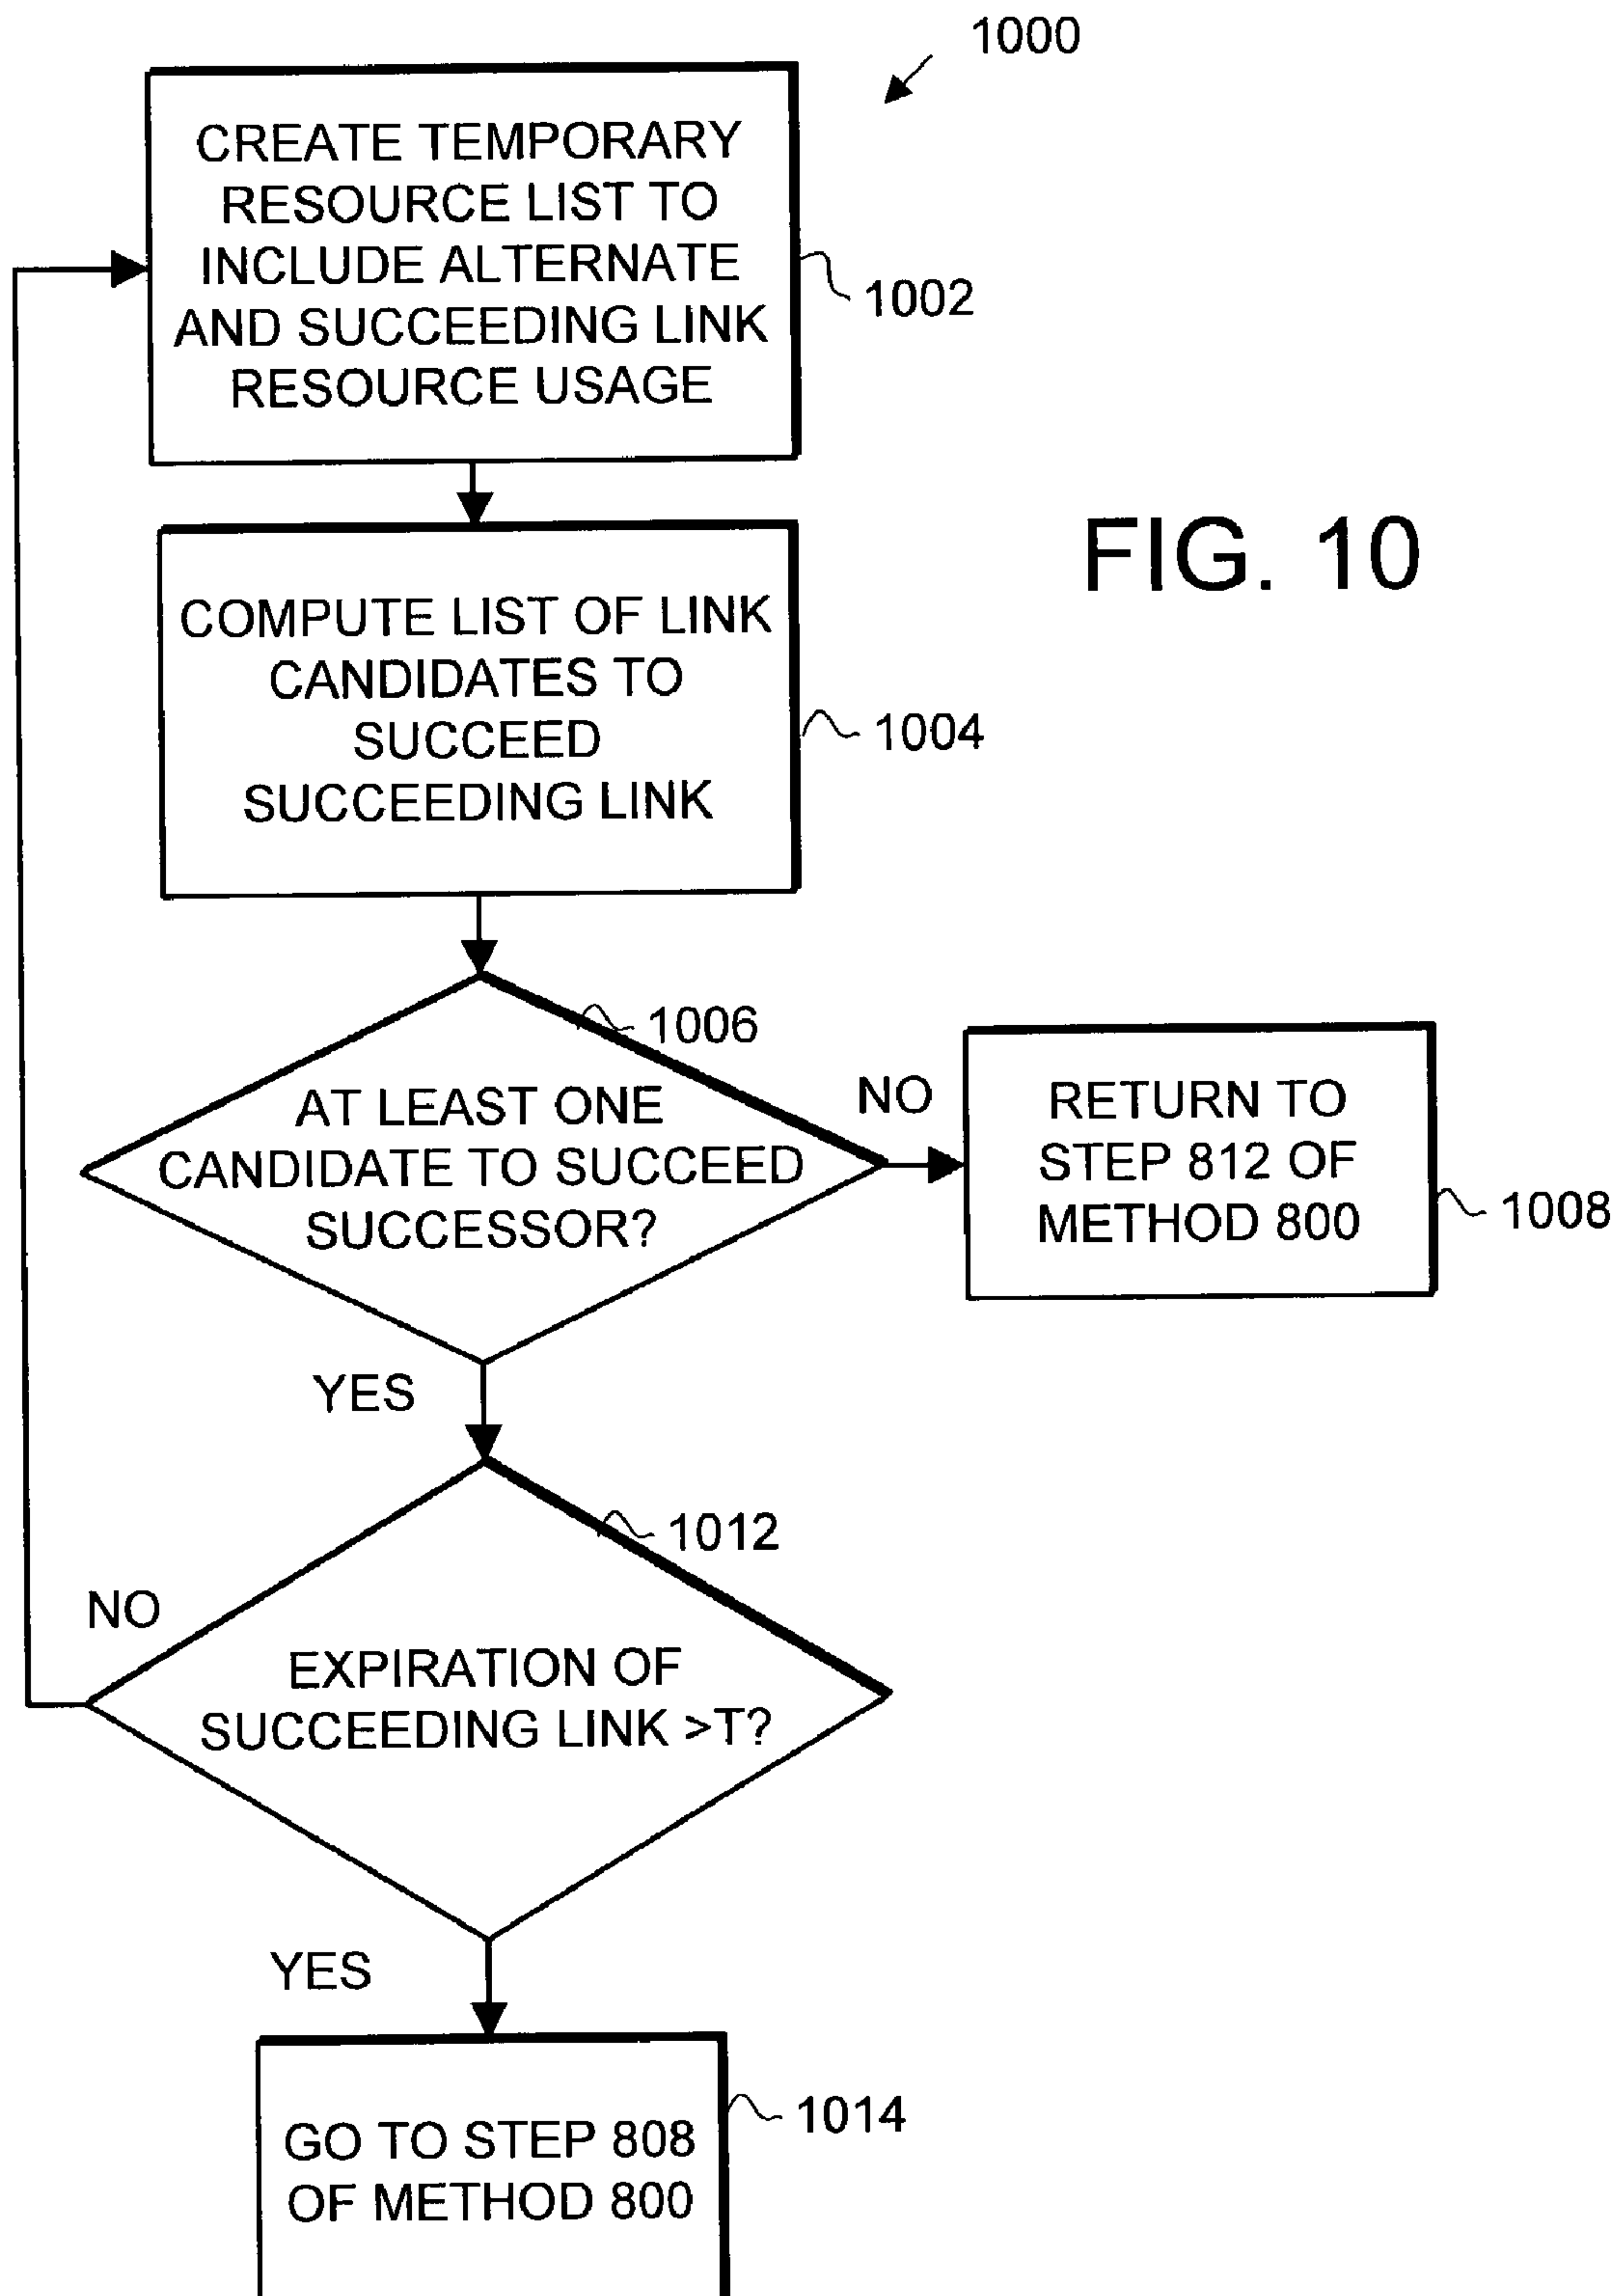 1000
CREATE TEMPORARY
RESOURCE LIST TO
INCLUDE ALTERNATE
AND SUCCEEDING LINK
RESOURCE USAGE
1002
FIG. 10
COMPUTE LIST OF LINK
CANDIDATES TO
SUCCEED
SUCCEEDING LINK
1004
1006
AT LEAST ONE
CANDIDATE TO SUCCEED
SUCCESSOR?
NO
RETURN TO
STEP 812 OF
METHOD 800
1008
YES
1012
NO
EXPIRATION OF
SUCCEEDING LINK >T?
YES
1014
GO TO STEP 808
OF METHOD 800